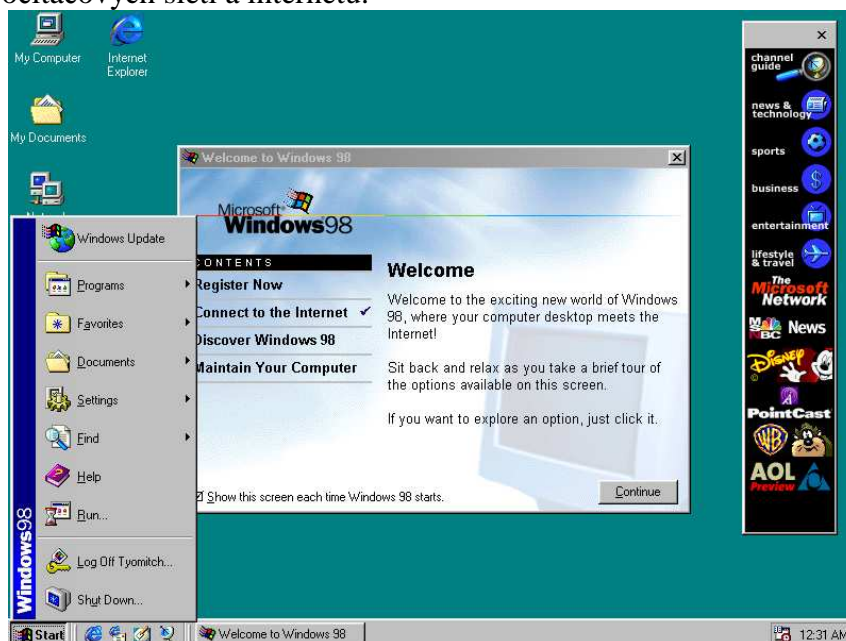 počítačových sietí a internetu.
My Computer
Internet
Explorer
My Documents
Welcome to Windows 98
Microsoft
Windows98
CONTENTS
Register Now
Connect to the Internet
Discover Windows 98
Maintain Your Computer
Welcome
Welcome to the exciting new world of Windows
98, where your computer desktop meets the
Internet!
Sit back and relax as you take a brief tour of
the options available on this screen.
If you want to explore an option, just click it.
Show this screen each time Windows 98 starts.
Continue
Windows Update
Programs
Favorites
Documents
Settings
Find
Help
Run...
Log Off Tyomitch...
Shut Down...
Windows98
channel
guide
news &
technology
sports
business
entertainment
lifestyle
& travel
The
Microsoft
Network
MSNBC News
Disney
PointCast
WB
AOL
Preview
Start
Welcome to Windows 98
12:31 AM